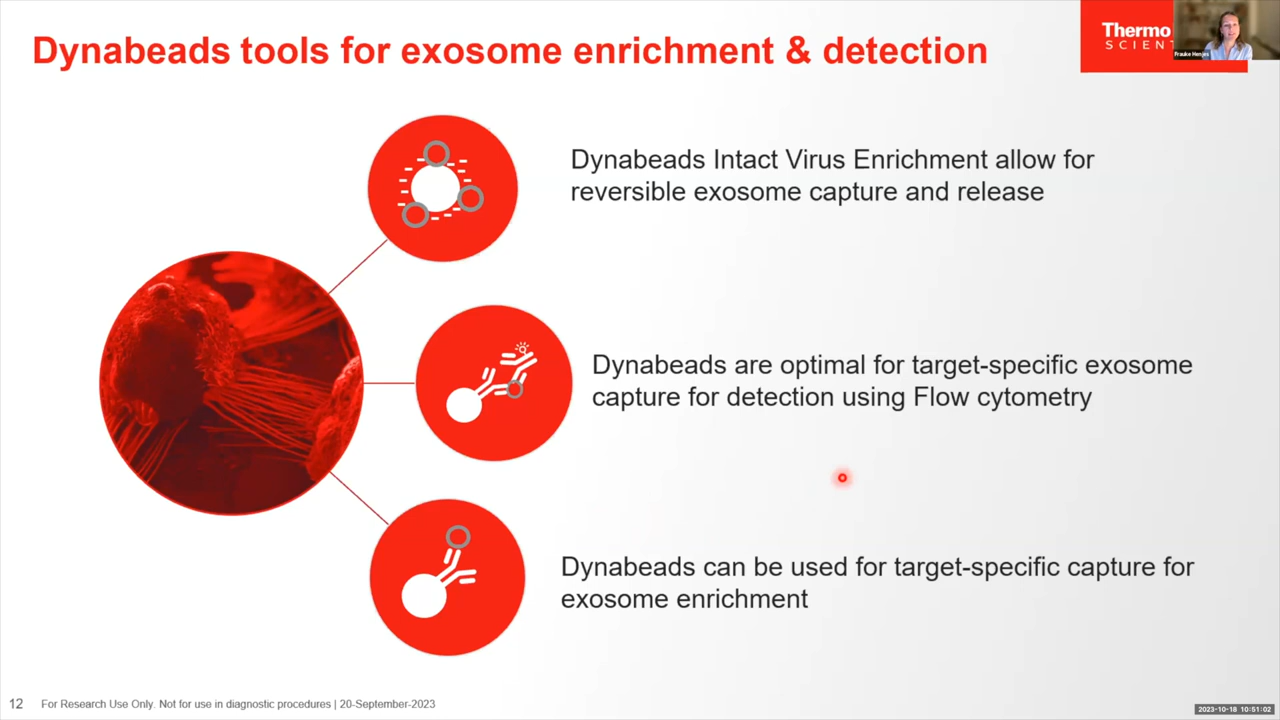 Dynabeads tools for exosome enrichment & detection
Thermo
SCIENT
Frauke Henjes
Dynabeads Intact Virus Enrichment allow for
reversible exosome capture and release
Dynabeads are optimal for target-specific exosome
capture for detection using Flow cytometry
Dynabeads can be used for target-specific capture for
exosome enrichment
12 For Research Use Only. Not for use in diagnostic procedures | 20-September-2023
2023-10-18 10:51:02